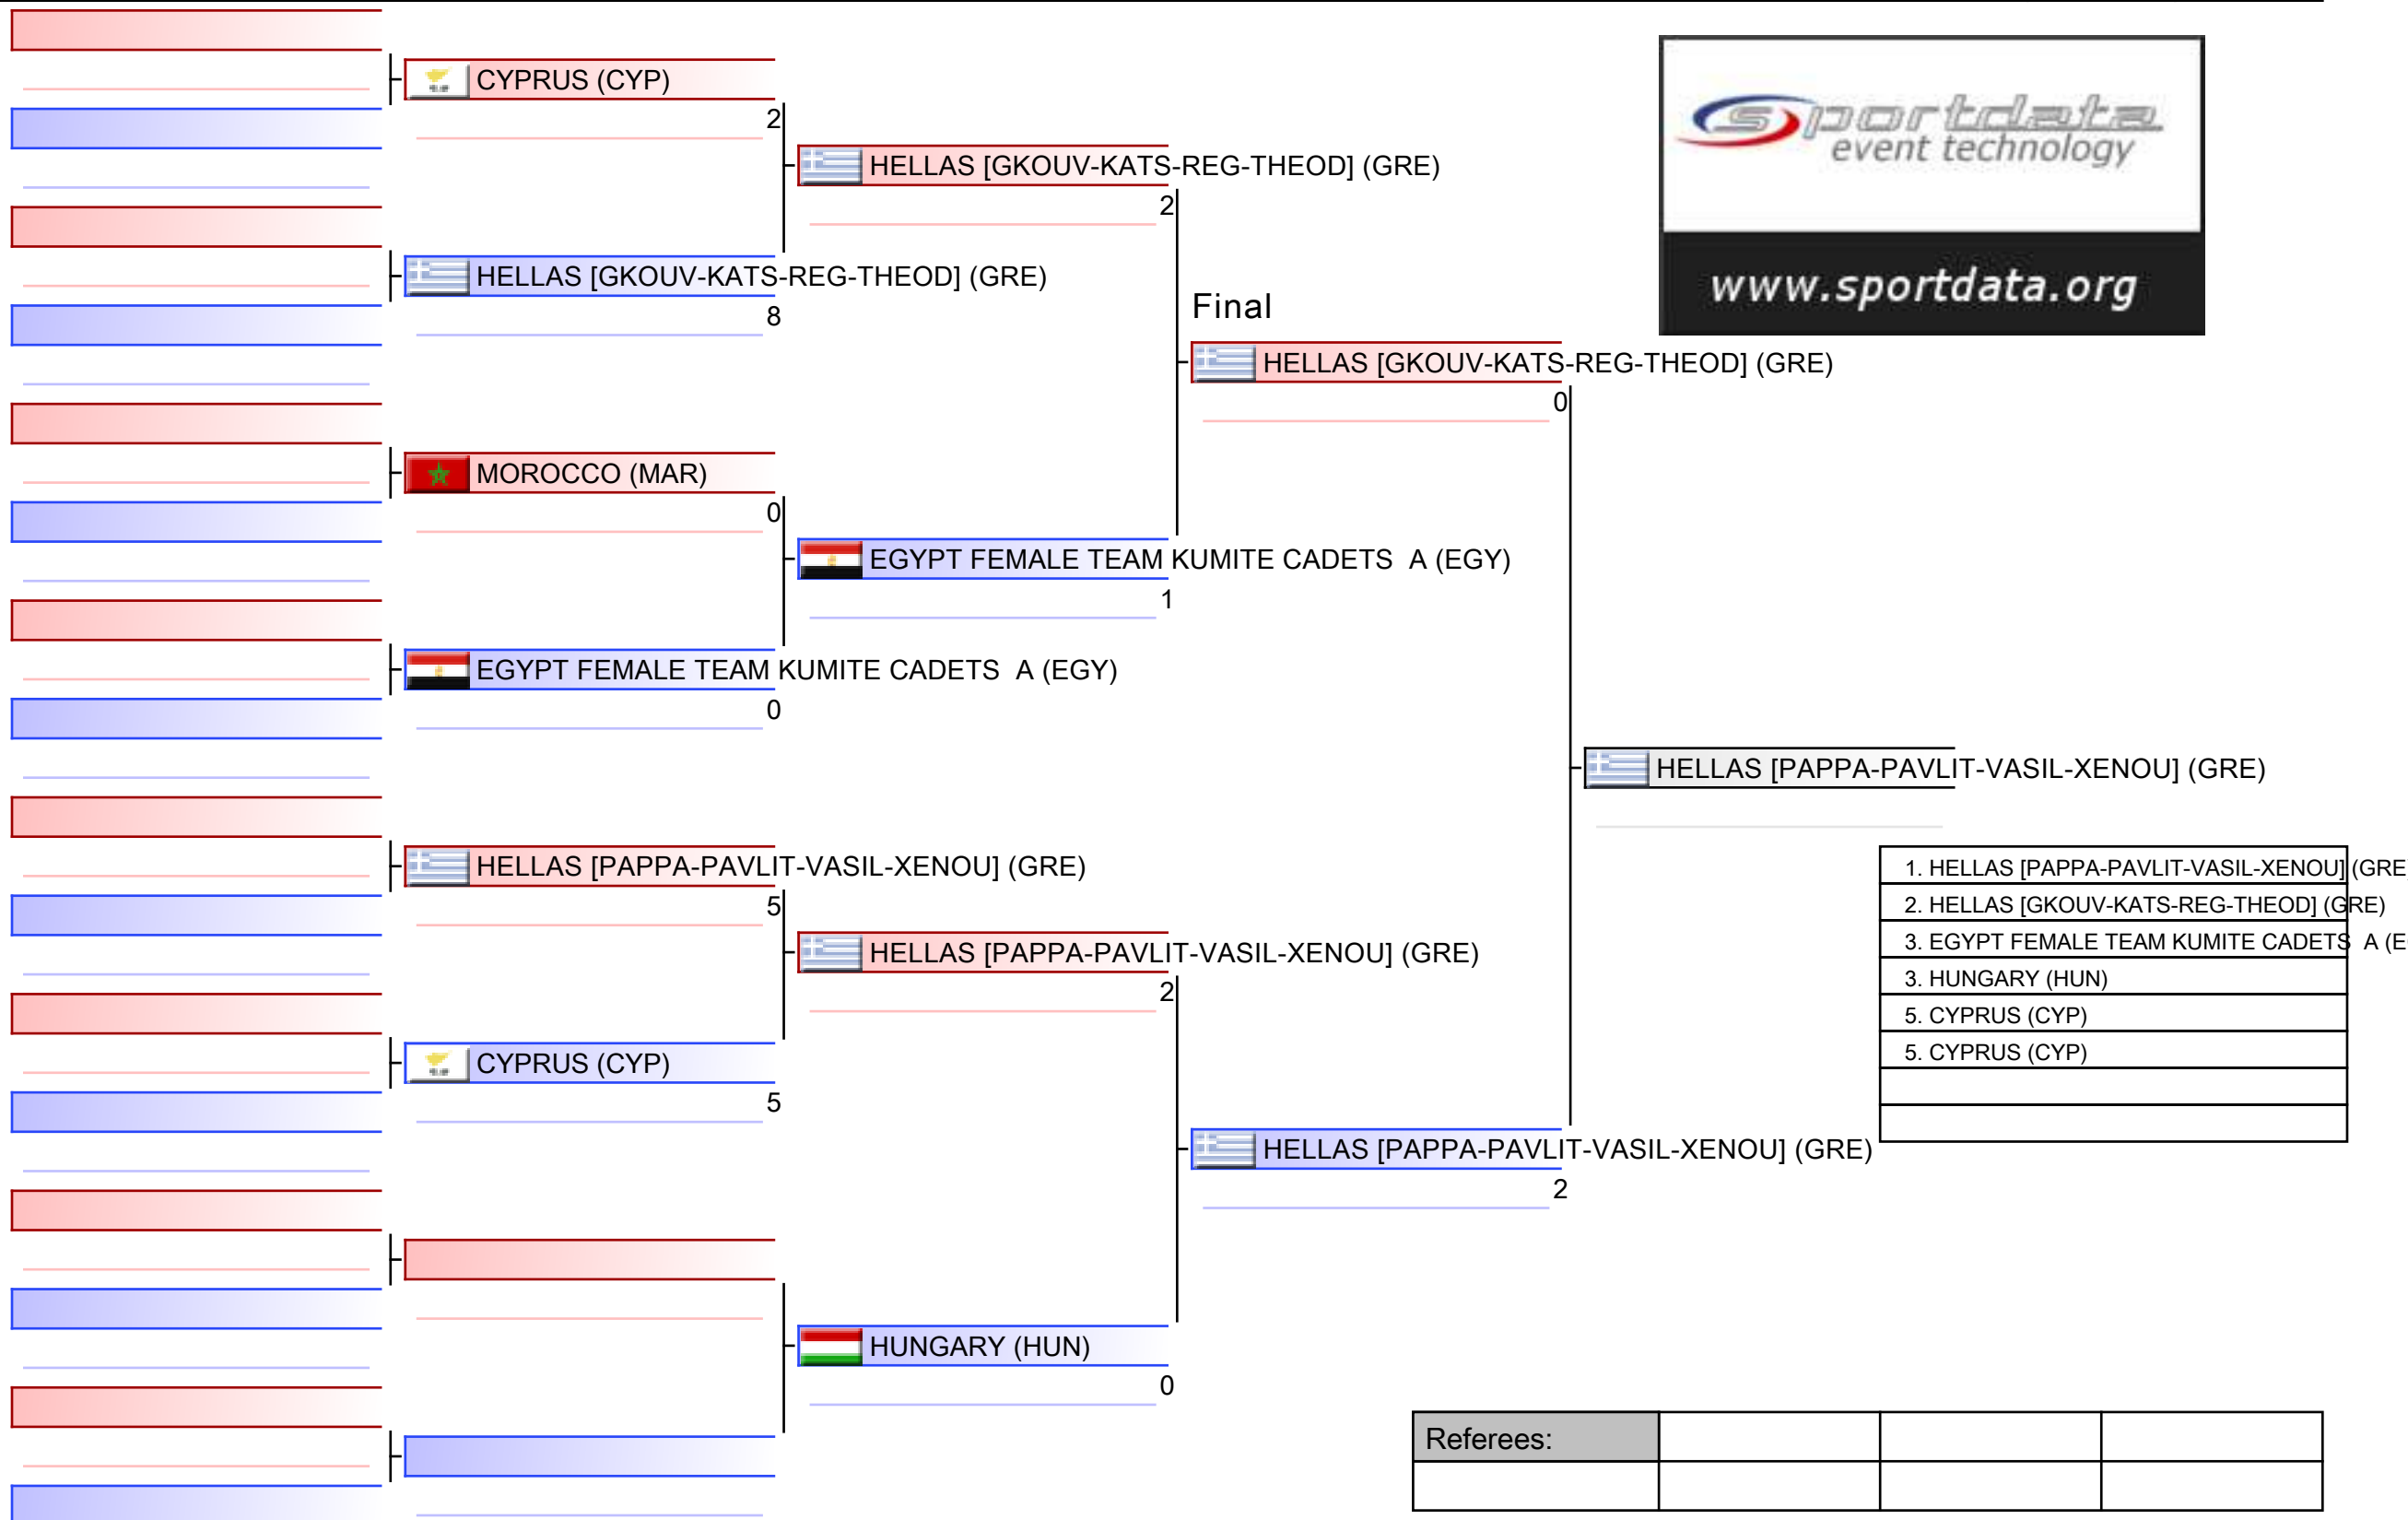 CYPRUS (CYP)
2
HELLAS [GKOUV-KATS-REG-THEOD] (GRE)
8
MOROCCO (MAR)
0
EGYPT FEMALE TEAM KUMITE CADETS  A (EGY)
0
HELLAS [PAPPA-PAVLIT-VASIL-XENOU] (GRE)
5
CYPRUS (CYP)
5
HELLAS [GKOUV-KATS-REG-THEOD] (GRE)
2
EGYPT FEMALE TEAM KUMITE CADETS  A (EGY)
1
HELLAS [PAPPA-PAVLIT-VASIL-XENOU] (GRE)
2
HUNGARY (HUN)
0
Final
HELLAS [GKOUV-KATS-REG-THEOD] (GRE)
0
HELLAS [PAPPA-PAVLIT-VASIL-XENOU] (GRE)
2
HELLAS [PAPPA-PAVLIT-VASIL-XENOU] (GRE)
sportdata
event technology
www.sportdata.org
1. HELLAS [PAPPA-PAVLIT-VASIL-XENOU] (GRE
2. HELLAS [GKOUV-KATS-REG-THEOD] (GRE)
3. EGYPT FEMALE TEAM KUMITE CADETS  A (E
3. HUNGARY (HUN)
5. CYPRUS (CYP)
5. CYPRUS (CYP)
Referees: